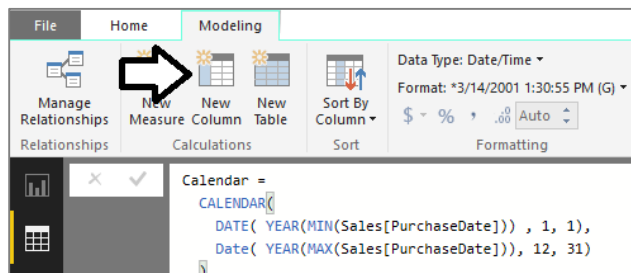 File Home Modeling
Data Type: Date/Time
Format: *3/14/2001 1:30:55 PM (G)
Manage Relationships
New Measure
New Column
New Table
Sort By Column
$ % , .00 Auto
Relationships Calculations Sort Formatting
Calendar =
CALENDAR(
DATE( YEAR(MIN(Sales[PurchaseDate])) , 1, 1),
Date( YEAR(MAX(Sales[PurchaseDate])), 12, 31)
)